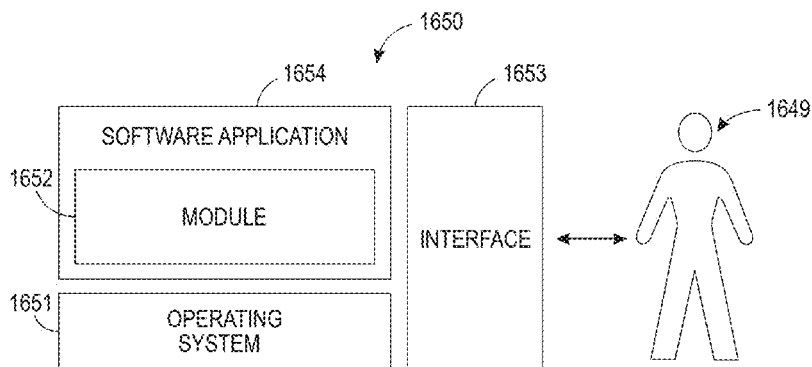 1650
1654
1653
1649
SOFTWARE APPLICATION
1652
MODULE
INTERFACE
1651
OPERATING
SYSTEM